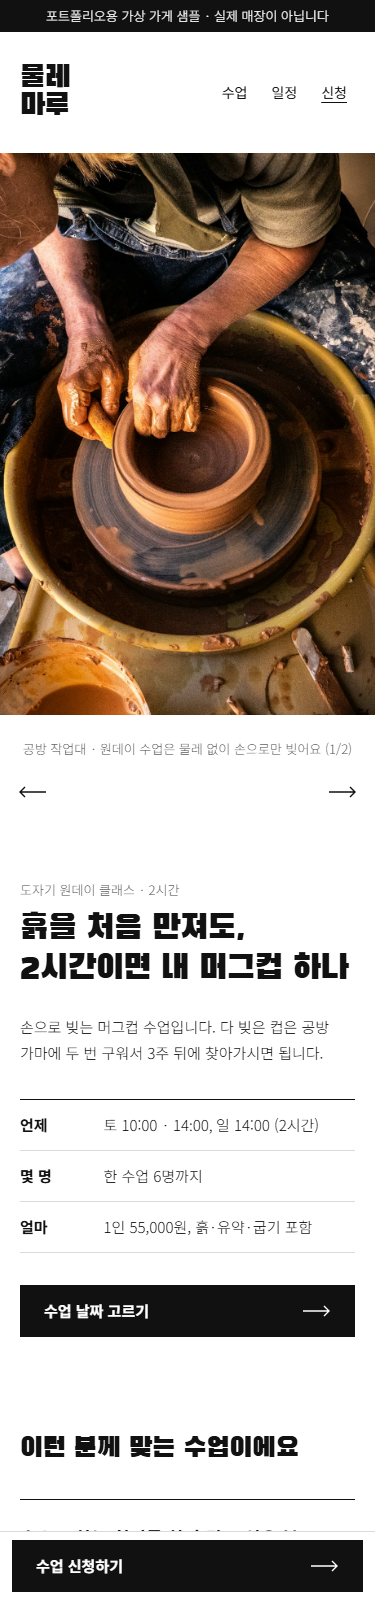 포트폴리오용 가상 가게 샘플 · 실제 매장이 아닙니다
물레
마루
수업 일정 신청
공방 작업대 · 원데이 수업은 물레 없이 손으로만 빚어요 (1/2)
도자기 원데이 클래스 · 2시간
흙을 처음 만져도,
2시간이면 내 머그컵 하나
손으로 빚는 머그컵 수업입니다. 다 빚은 컵은 공방
가마에 두 번 구워서 3주 뒤에 찾아가시면 됩니다.
언제 토 10:00 · 14:00, 일 14:00 (2시간)
몇 명 한 수업 6명까지
얼마 1인 55,000원, 흙·유약·굽기 포함
수업 날짜 고르기
이런 분께 맞는 수업이에요
수업 신청하기